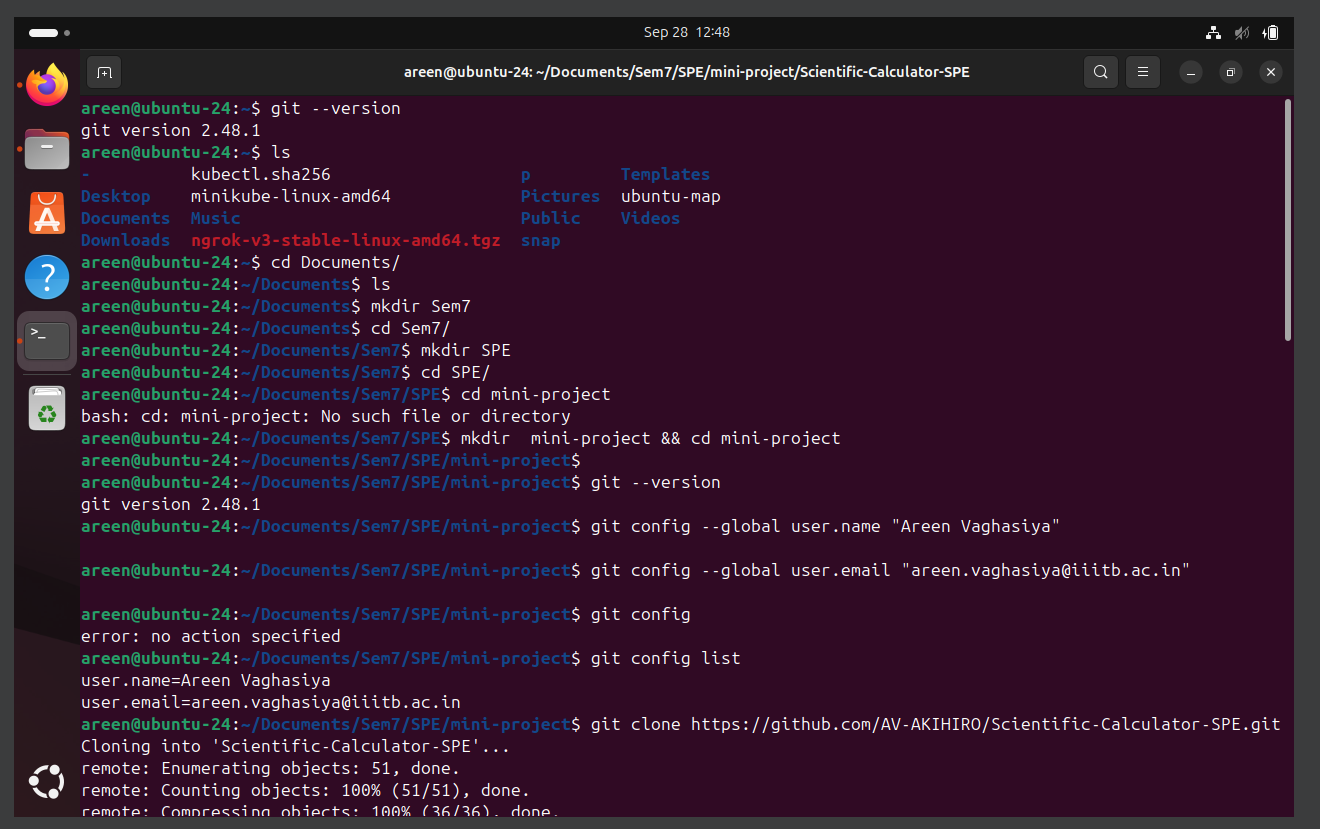 Sep 28 12:48
areen@ubuntu-24: ~/Documents/Sem7/SPE/mini-project/Scientific-Calculator-SPE
areen@ubuntu-24:~$ git --version
git version 2.48.1
areen@ubuntu-24:~$ ls
- kubectl.sha256 p Templates
Desktop minikube-linux-amd64 Pictures ubuntu-map
Documents Music Public Videos
Downloads ngrok-v3-stable-linux-amd64.tgz snap
areen@ubuntu-24:~$ cd Documents/
areen@ubuntu-24:~/Documents$ ls
areen@ubuntu-24:~/Documents$ mkdir Sem7
areen@ubuntu-24:~/Documents$ cd Sem7/
areen@ubuntu-24:~/Documents/Sem7$ mkdir SPE
areen@ubuntu-24:~/Documents/Sem7$ cd SPE/
areen@ubuntu-24:~/Documents/Sem7/SPE$ cd mini-project
bash: cd: mini-project: No such file or directory
areen@ubuntu-24:~/Documents/Sem7/SPE$ mkdir  mini-project && cd mini-project
areen@ubuntu-24:~/Documents/Sem7/SPE/mini-project$
areen@ubuntu-24:~/Documents/Sem7/SPE/mini-project$ git --version
git version 2.48.1
areen@ubuntu-24:~/Documents/Sem7/SPE/mini-project$ git config --global user.name "Areen Vaghasiya"
areen@ubuntu-24:~/Documents/Sem7/SPE/mini-project$ git config --global user.email "areen.vaghasiya@iiitb.ac.in"
areen@ubuntu-24:~/Documents/Sem7/SPE/mini-project$ git config
error: no action specified
areen@ubuntu-24:~/Documents/Sem7/SPE/mini-project$ git config list
user.name=Areen Vaghasiya
user.email=areen.vaghasiya@iiitb.ac.in
areen@ubuntu-24:~/Documents/Sem7/SPE/mini-project$ git clone https://github.com/AV-AKIHIRO/Scientific-Calculator-SPE.git
Cloning into 'Scientific-Calculator-SPE'...
remote: Enumerating objects: 51, done.
remote: Counting objects: 100% (51/51), done.
remote: Compressing objects: 100% (36/36), done.